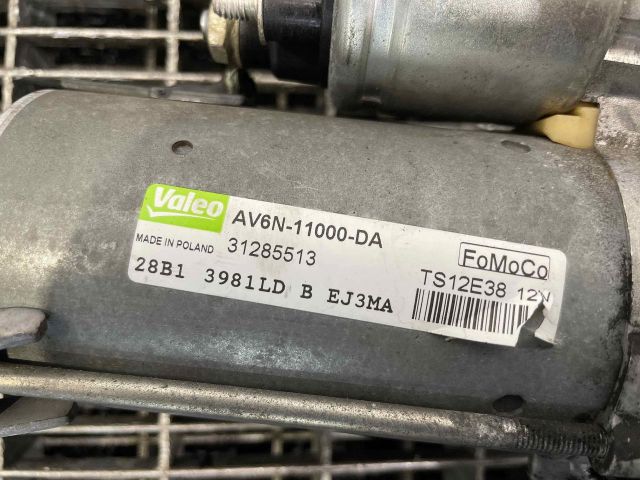 Valeo
AV6N-11000-DA
MADE IN POLAND 31285513
28B1 3981LD B EJ3MA
FoMoCo
TS12E38 12V